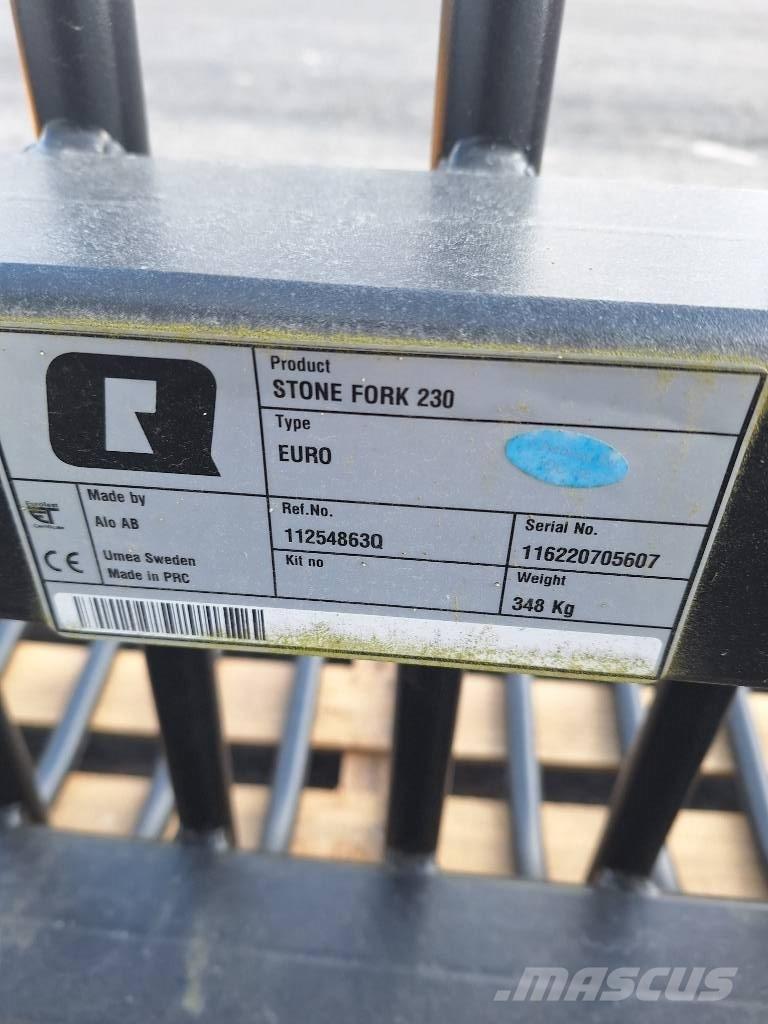 Product
STONE FORK 230
Type
EURO
Made by
Alo AB
Umea Sweden
Made in PRC
Ref.No.
11254863Q
Kit no
Serial No.
116220705607
Weight
348 Kg
R
CE
MASCUS